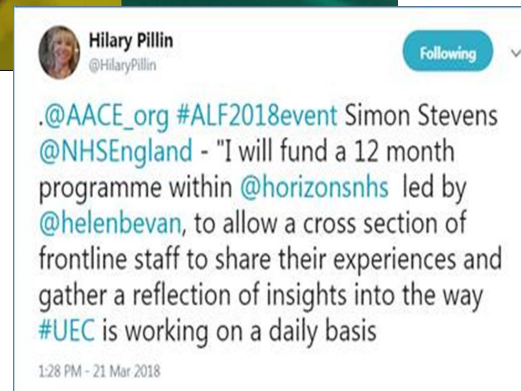 Hilary Pillin
@HilaryPillin
Following
.@AACE_org #ALF2018event Simon Stevens
@NHSEngland - "I will fund a 12 month
programme within @horizonsnhs led by
@helenbevan, to allow a cross section of
frontline staff to share their experiences and
gather a reflection of insights into the way
#UEC is working on a daily basis
1:28 PM - 21 Mar 2018